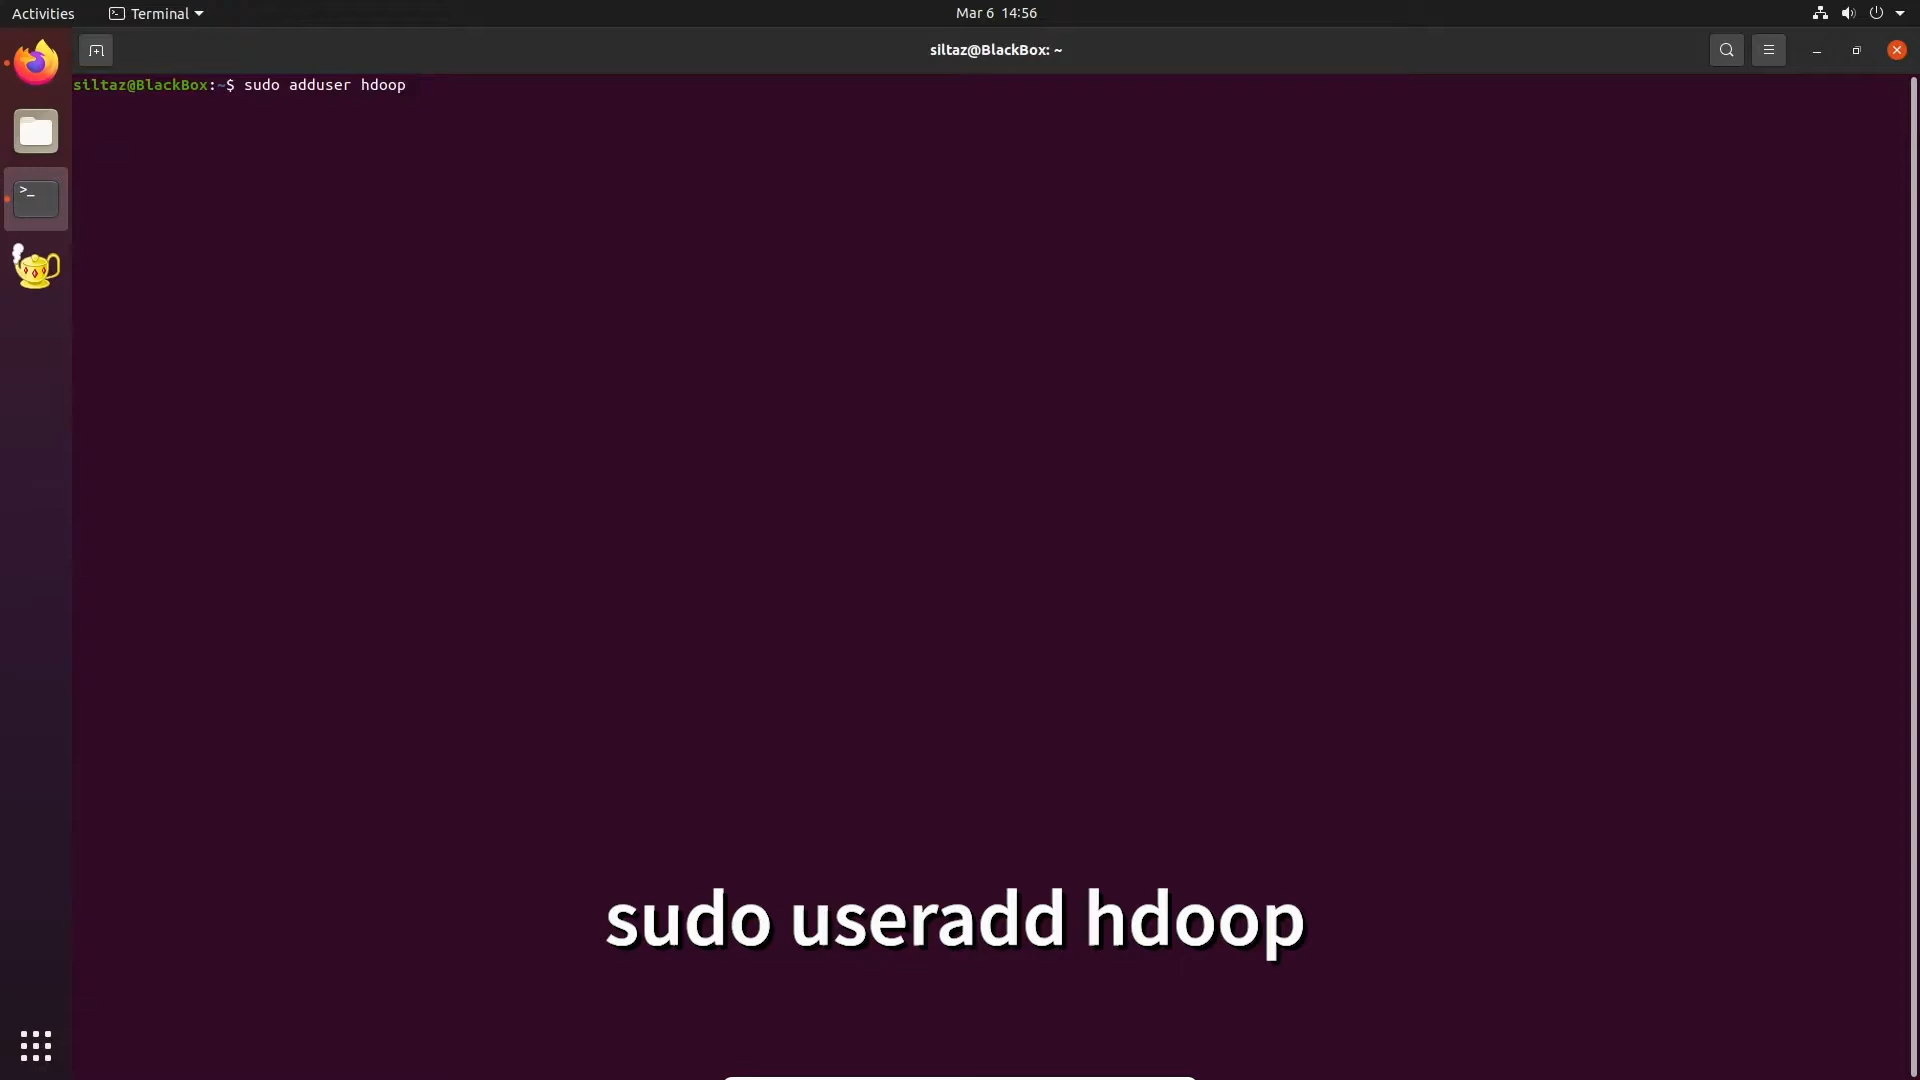 Activities
Terminal
Mar 6 14:56
siltaz@BlackBox: ~
siltaz@BlackBox:~$ sudo adduser hdoop
>_
sudo useradd hdoop